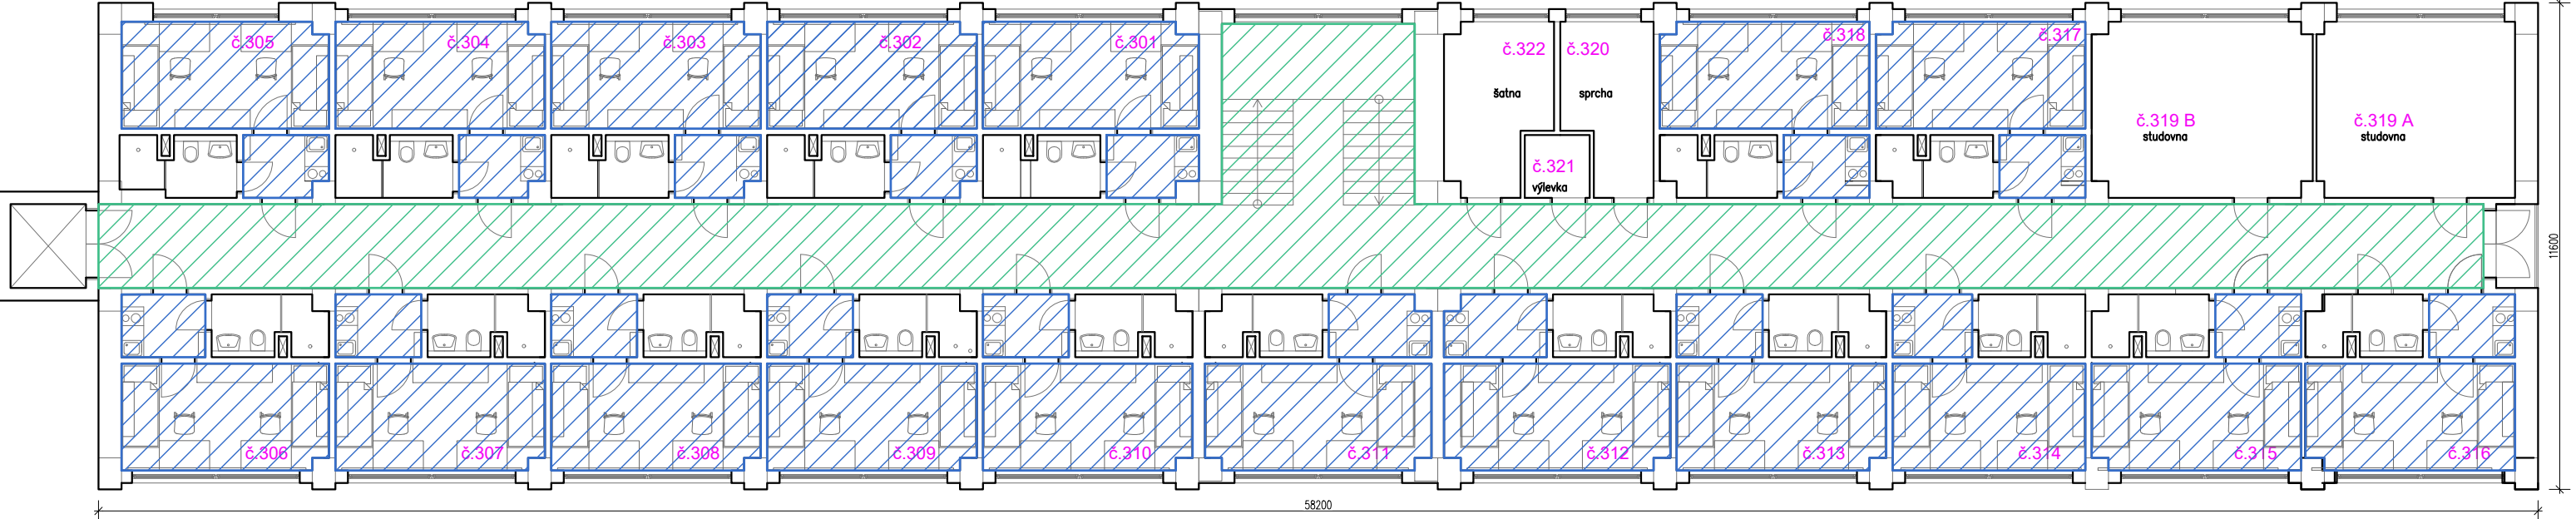 č.305
č.304
č.303
č.302
č.301
č.322
č.320
č.318
č.317
šatna
sprcha
č.319 B
studovna
č.319 A
studovna
č.321
výlevka
11600
č.306
č.307
č.308
č.309
č.310
č.311
č.312
č.313
č.314
č.315
č.316
58200